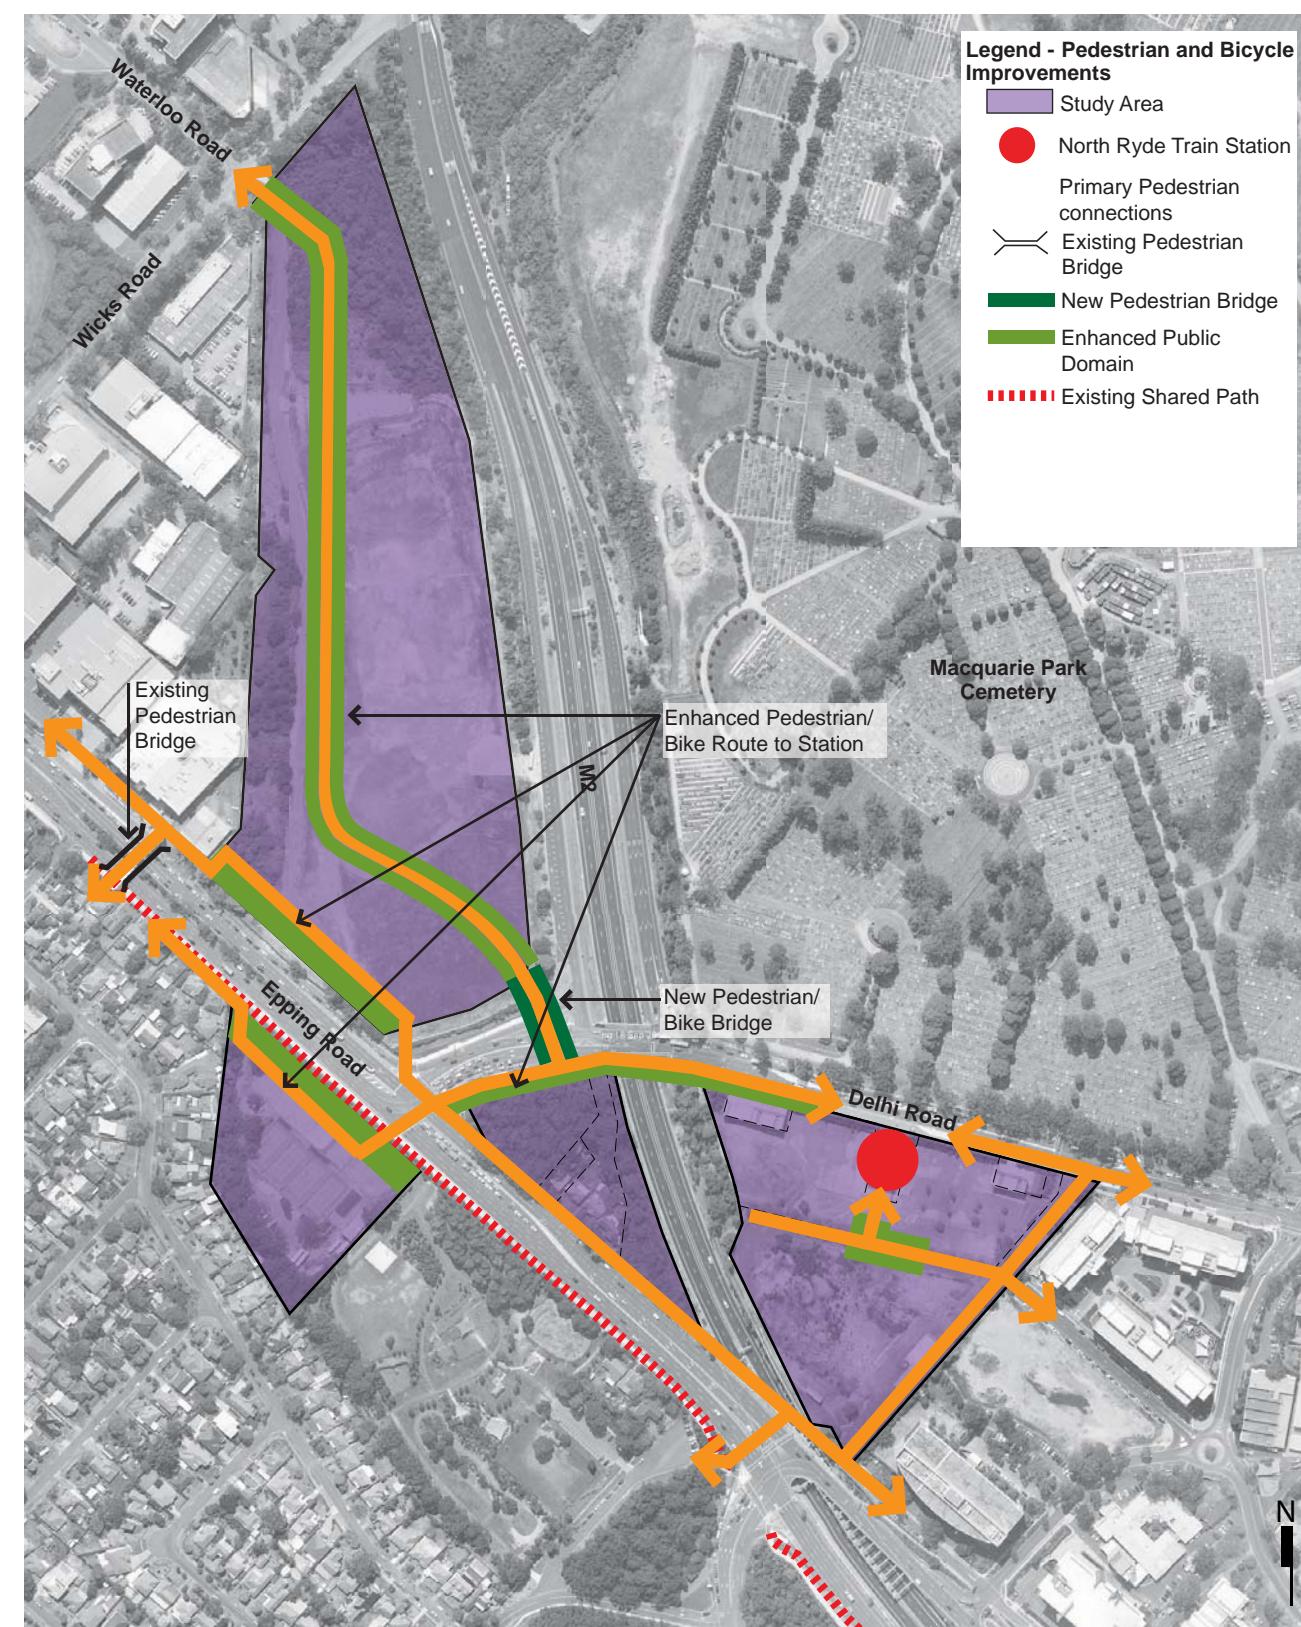 Legend - Pedestrian and Bicycle
Improvements
Study Area
North Ryde Train Station
Primary Pedestrian
connections
Existing Pedestrian
Bridge
New Pedestrian Bridge
Enhanced Public
Domain
Existing Shared Path
Waterloo Road
Wicks Road
Macquarie Park
Cemetery
Existing
Pedestrian
Bridge
Enhanced Pedestrian/
Bike Route to Station
M2
New Pedestrian/
Bike Bridge
Epping Road
Delhi Road
N